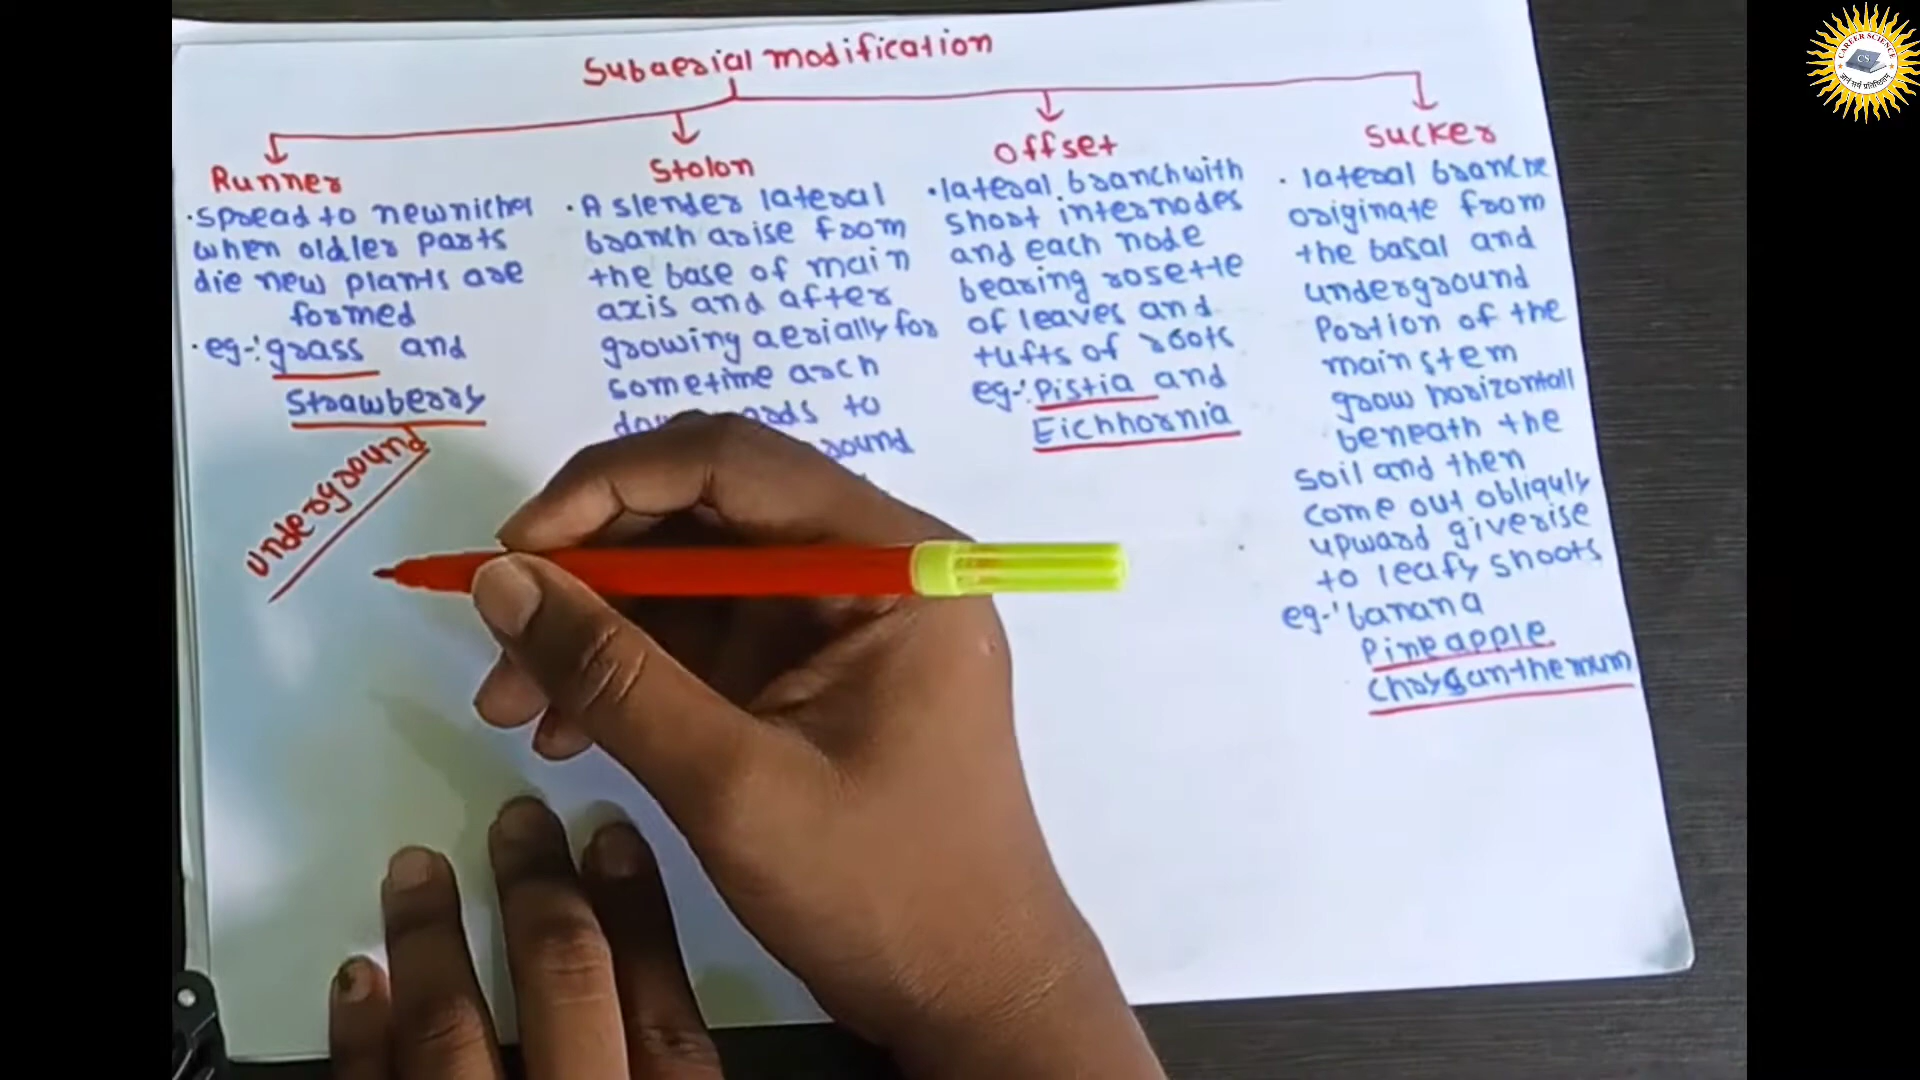 Subaerial modification
Runner
• spread to new niches
when oldler parts
die new plants are
formed
• eg-: grass and
Strawberry
Underground
Stolon
• A slender lateral
branch arise from
the base of main
axis and after
growing aerially for
sometime arch
to
Offset
• lateral branch with
short internodes
and each node
bearing rosette
of leaves and
tufts of roots
eg-: Pistia and
Eichhornia
Sucker
• lateral branche
originate from
the basal and
underground
Portion of the
main stem
grow horizontall
beneath the
soil and then
come out obliquly
upward giverise
to leafy shoots
eg-: banana
Pineapple
CAREER SCIENCE
CS